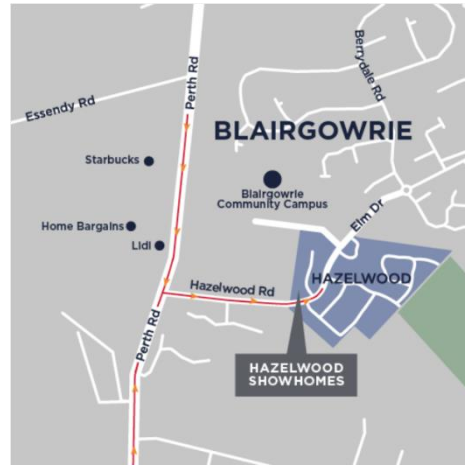 Berrydale Rd
Perth Rd
Essendy Rd
BLAIRGOWRIE
Starbucks
Blairgowrie
Community Campus
Elm Dr
Home Bargains
Lidl
HAZELWOOD
Hazelwood Rd
Perth Rd
HAZELWOOD
SHOWHOMES